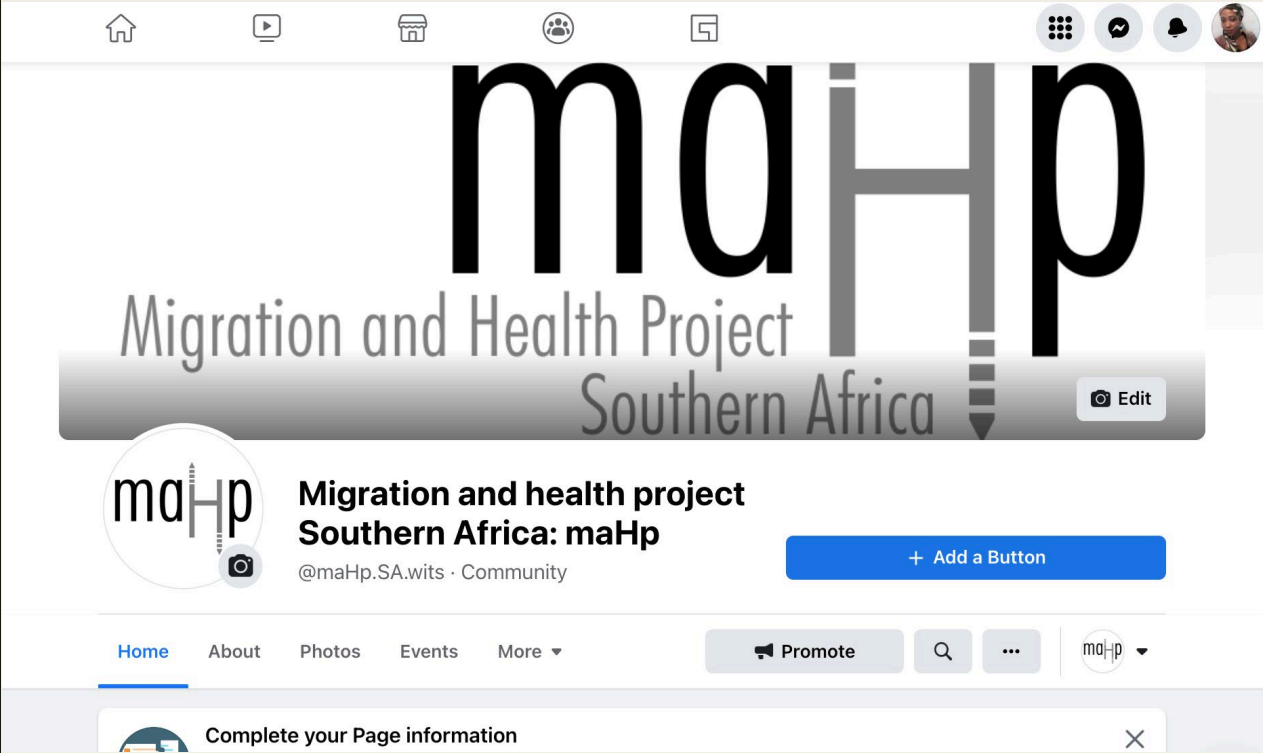 maHp
Migration and Health Project
Southern Africa
Edit
maHp
Migration and health project
Southern Africa: maHp
@maHp.SA.wits · Community
+ Add a Button
Home About Photos Events More
Promote
maHp
Complete your Page information